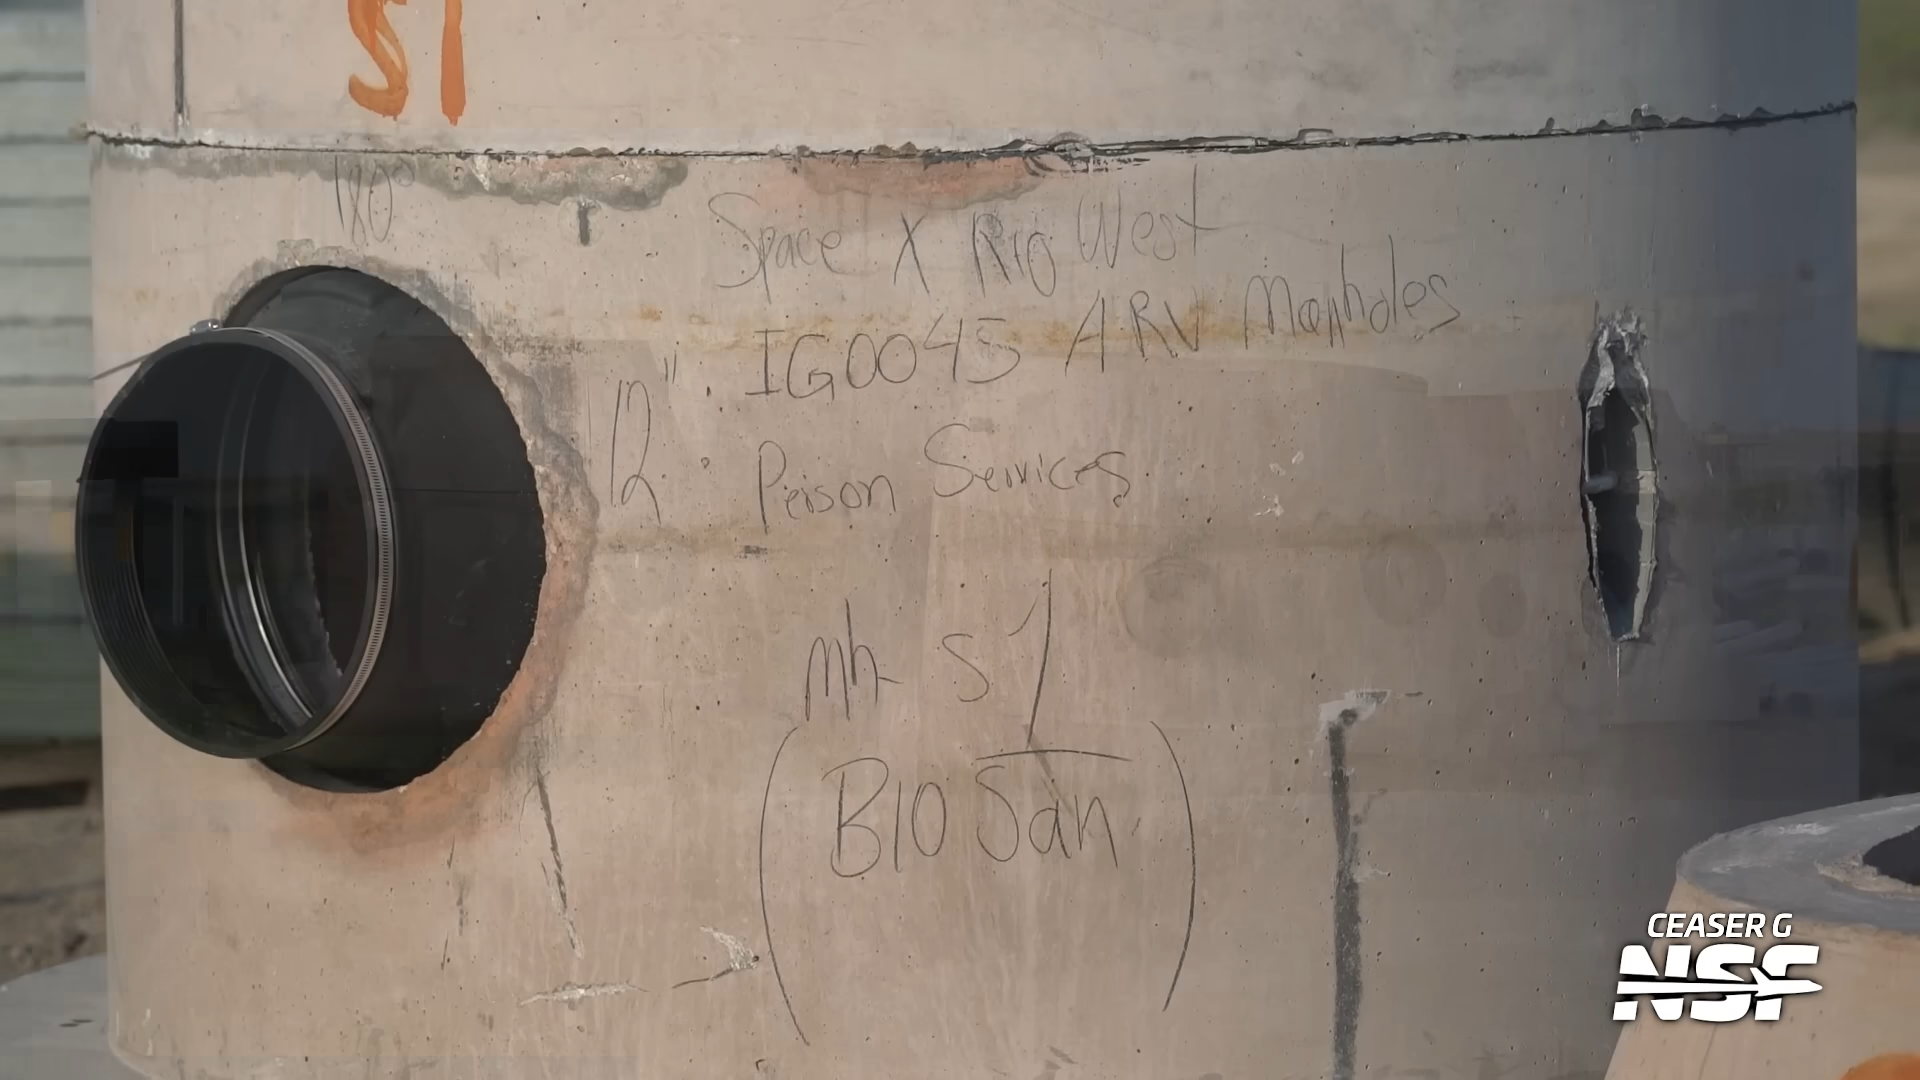 S1
180°
Space X Rio West
IG0045 ARV Manholes
12"
Peison Services
mh S1
(BIO San)
CEASER G
NSF